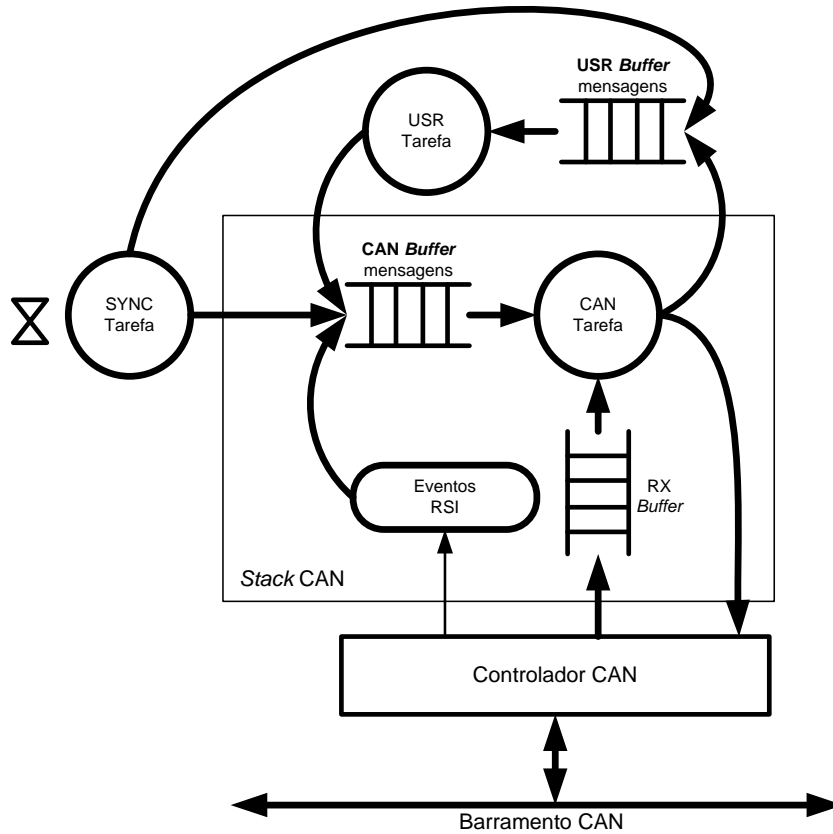 USR Buffer
mensagens
USR
Tarefa
CAN Buffer
mensagens
SYNC
Tarefa
CAN
Tarefa
Eventos
RSI
RX
Buffer
Stack CAN
Controlador CAN
Barramento CAN